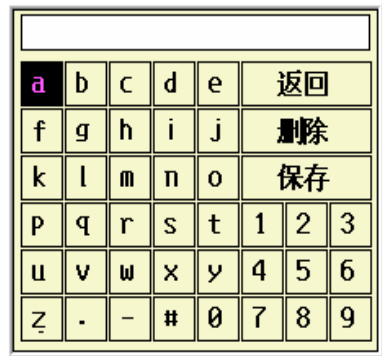 a b c d e 返回
f g h i j 删除
k l m n o 保存
p q r s t 1 2 3
u v w x y 4 5 6
z . - # 0 7 8 9